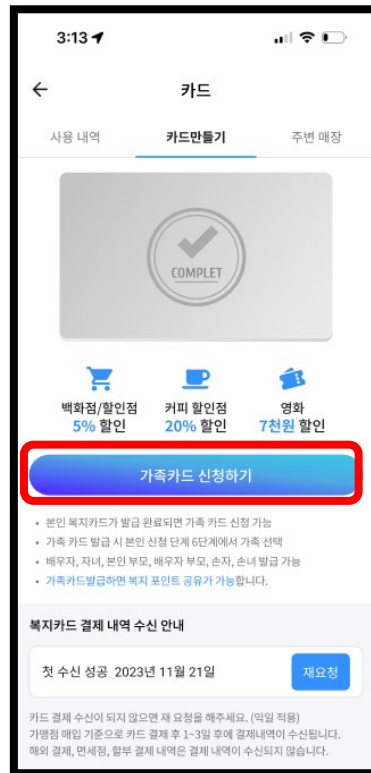 3:13
카드
사용 내역 카드만들기 주변 매장
COMPLET
백화점/할인점 커피 할인점 영화
5% 할인 20% 할인 7천원 할인
가족카드 신청하기
• 본인 복지카드가 발급 완료되면 가족 카드 신청 가능
• 가족 카드 발급 시 본인 신청 단계 6단계에서 가족 선택
• 배우자, 자녀, 본인 부모, 배우자 부모, 손자, 손녀 발급 가능
• 가족카드발급하면 복지 포인트 공유가 가능합니다.
복지카드 결제 내역 수신 안내
첫 수신 성공 2023년 11월 21일 재요청
카드 결제 수신이 되지 않으면 재 요청을 해주세요. (익일 적용)
가맹점 매입 기준으로 카드 결제 후 1~3일 후에 결제내역이 수신됩니다.
해외 결제, 면세점, 할부 결제 내역은 결제 내역이 수신되지 않습니다.